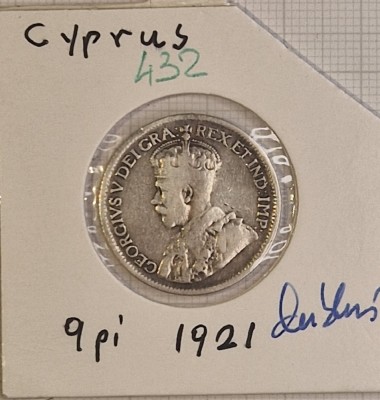 Cyprus
432
GEORGIVS V DEI GRA: REX ET IND: IMP:
9pi 1921